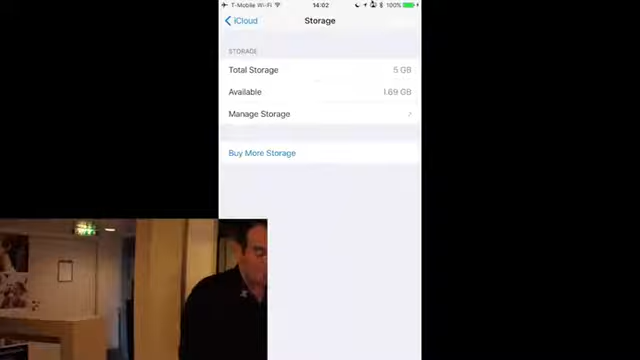 T-Mobile Wi-Fi 14:02 100%
iCloud Storage
STORAGE
Total Storage 5 GB
Available 1.69 GB
Manage Storage
Buy More Storage